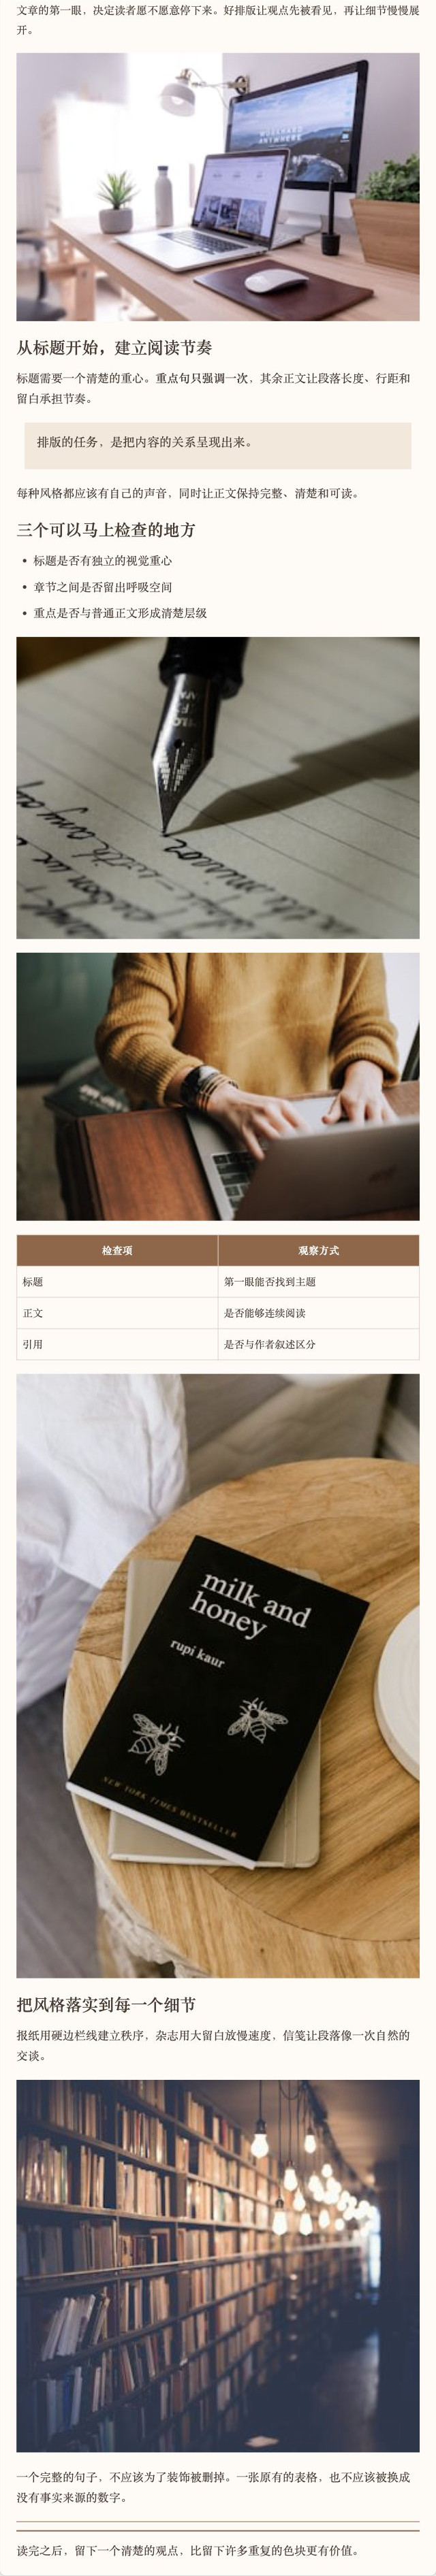 文章的第一眼，决定读者愿不愿意停下来。好排版让观点先被看见，再让细节慢慢展
开。
WORK HARD
ANYWHERE
从标题开始，建立阅读节奏
标题需要一个清楚的重心。重点句只强调一次，其余正文让段落长度、行距和
留白承担节奏。
排版的任务，是把内容的关系呈现出来。
每种风格都应该有自己的声音，同时让正文保持完整、清楚和可读。
三个可以马上检查的地方
• 标题是否有独立的视觉重心
• 章节之间是否留出呼吸空间
• 重点是否与普通正文形成清楚层级
检查项 观察方式
标题 第一眼能否找到主题
正文 是否能够连续阅读
引用 是否与作者叙述区分
milk and
honey
rupi kaur
NEW YORK TIMES BESTSELLER
把风格落实到每一个细节
报纸用硬边栏线建立秩序，杂志用大留白放慢速度，信笺让段落像一次自然的
交谈。
一个完整的句子，不应该为了装饰被删掉。一张原有的表格，也不应该被换成
没有事实来源的数字。
读完之后，留下一个清楚的观点，比留下许多重复的色块更有价值。